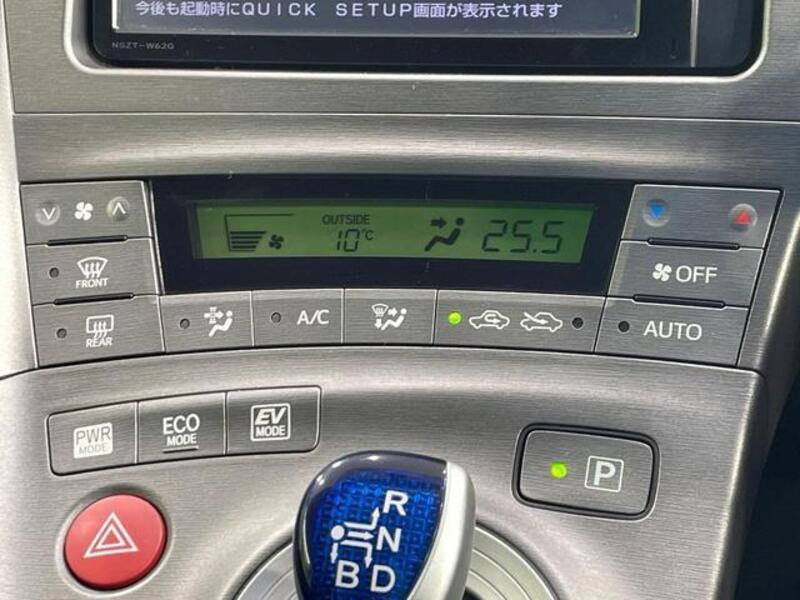 今後も起動時にQUICK SETUP画面が表示されます
NSZT-W62G
OUTSIDE
10°C
25.5
FRONT
OFF
REAR
A/C
AUTO
PWR
MODE
ECO
MODE
EV
MODE
P
R
N
B D